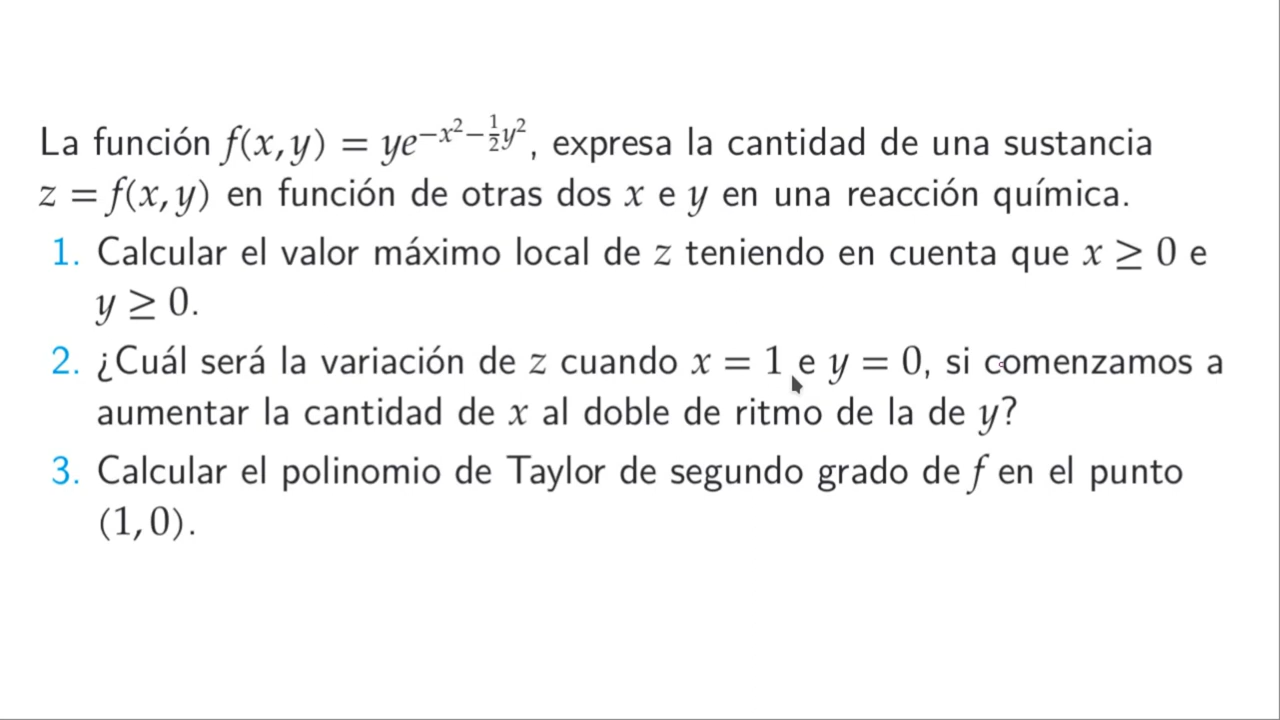 La función f(x, y) = ye^{−x²−\frac{1}{2}y²}, expresa la cantidad de una sustancia
z = f(x, y) en función de otras dos x e y en una reacción química.
1. Calcular el valor máximo local de z teniendo en cuenta que x ≥ 0 e
y ≥ 0.
2. ¿Cuál será la variación de z cuando x = 1 e y = 0, si comenzamos a
aumentar la cantidad de x al doble de ritmo de la de y?
3. Calcular el polinomio de Taylor de segundo grado de f en el punto
(1, 0).